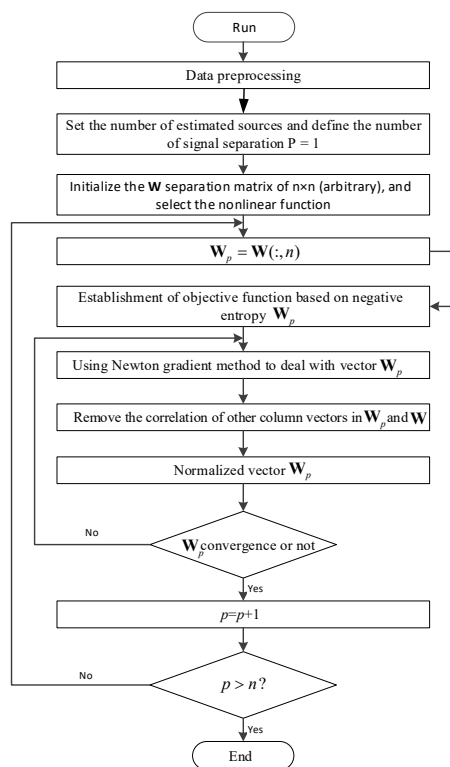 Run
Data preprocessing
Set the number of estimated sources and define the number
of signal separation P = 1
Initialize the W separation matrix of n×n (arbitrary), and
select the nonlinear function
W_p = W(:,n)
Establishment of objective function based on negative
entropy W_p
Using Newton gradient method to deal with vector W_p
Remove the correlation of other column vectors in W_p and W
Normalized vector W_p
No
W_p convergence or not
Yes
p=p+1
No
p > n?
Yes
End